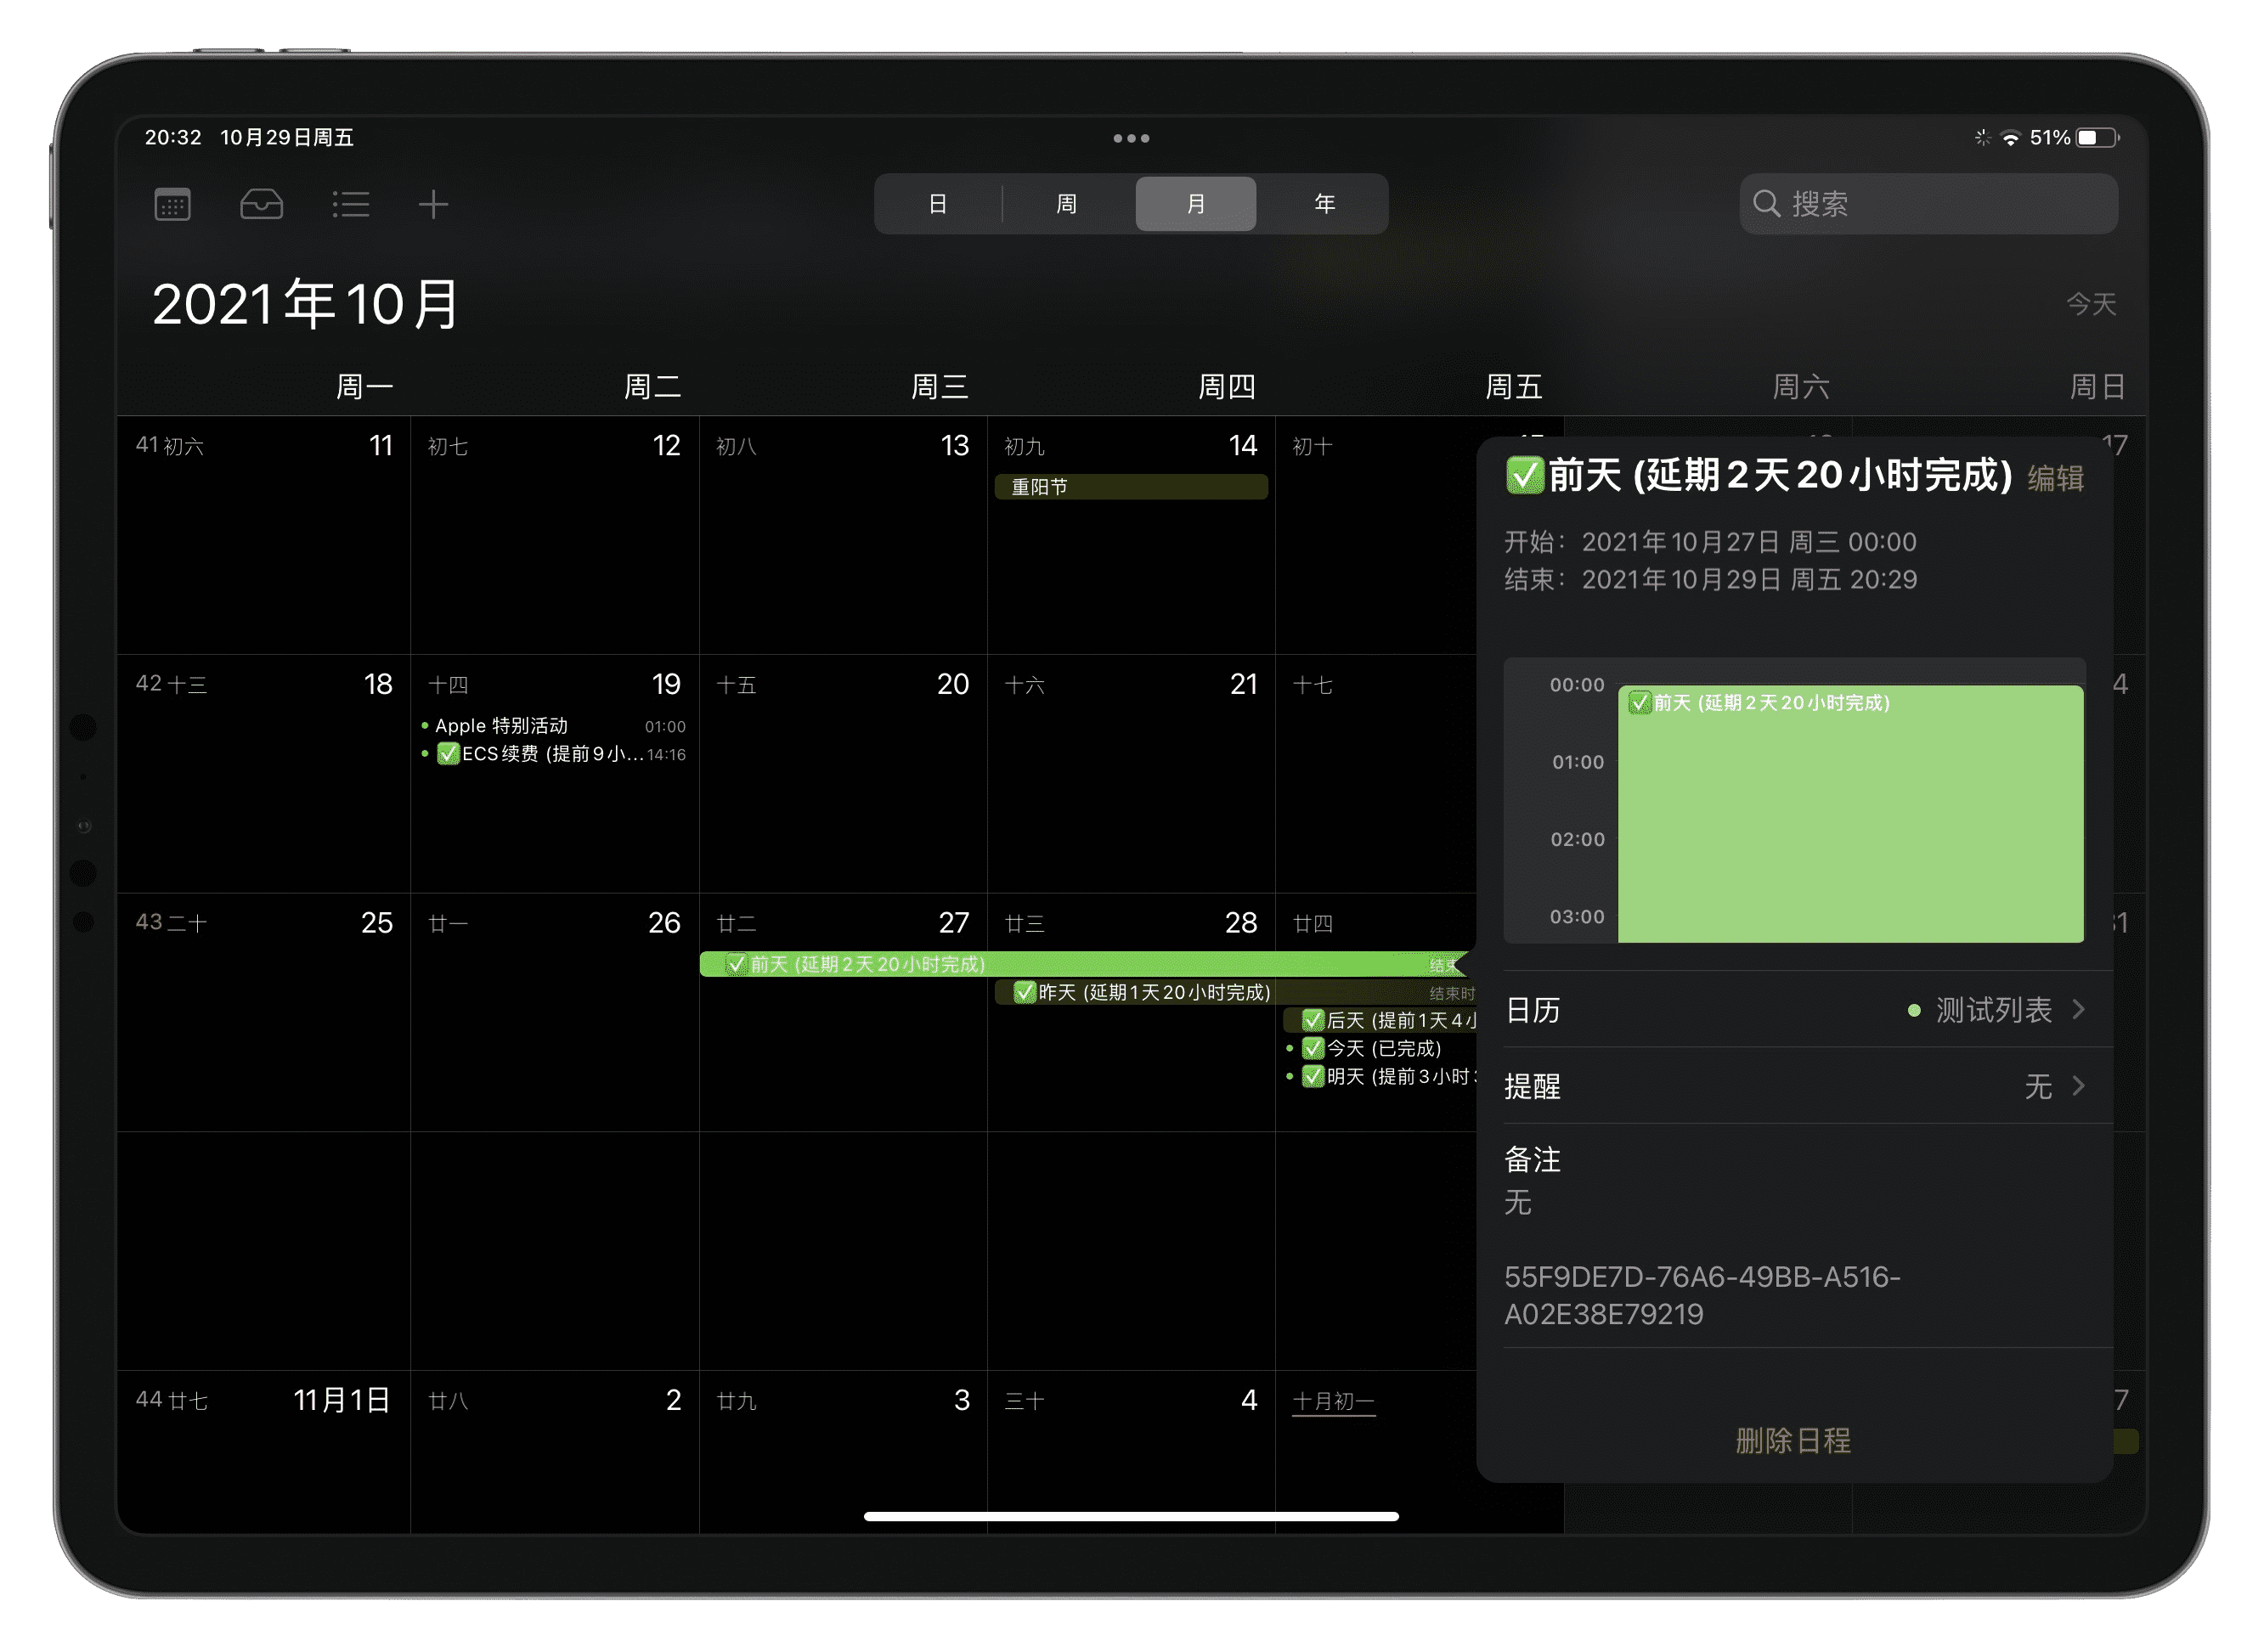 20:32 10月29日周五
51%
日 周 月 年
搜索
2021年10月
今天
周一 周二 周三 周四 周五 周六 周日
41 初六 11 初七 12 初八 13 初九 14 初十 17
重阳节
42 十三 18 十四 19 十五 20 十六 21 十七
Apple 特别活动 01:00
✅ECS续费 (提前9小... 14:16
43 二十 25 廿一 26 廿二 27 廿三 28 廿四
✅前天 (延期2天20小时完成) 结束
✅昨天 (延期1天20小时完成) 结束时
✅后天 (提前1天4小
✅今天 (已完成)
✅明天 (提前3小时
44 廿七 11月1日 廿八 2 廿九 3 三十 4 十月初一 7
✅前天 (延期2天20小时完成) 编辑
开始: 2021年10月27日 周三 00:00
结束: 2021年10月29日 周五 20:29
00:00
✅前天 (延期2天20小时完成)
01:00
02:00
03:00
日历 测试列表
提醒 无
备注
无
55F9DE7D-76A6-49BB-A516-
A02E38E79219
删除日程